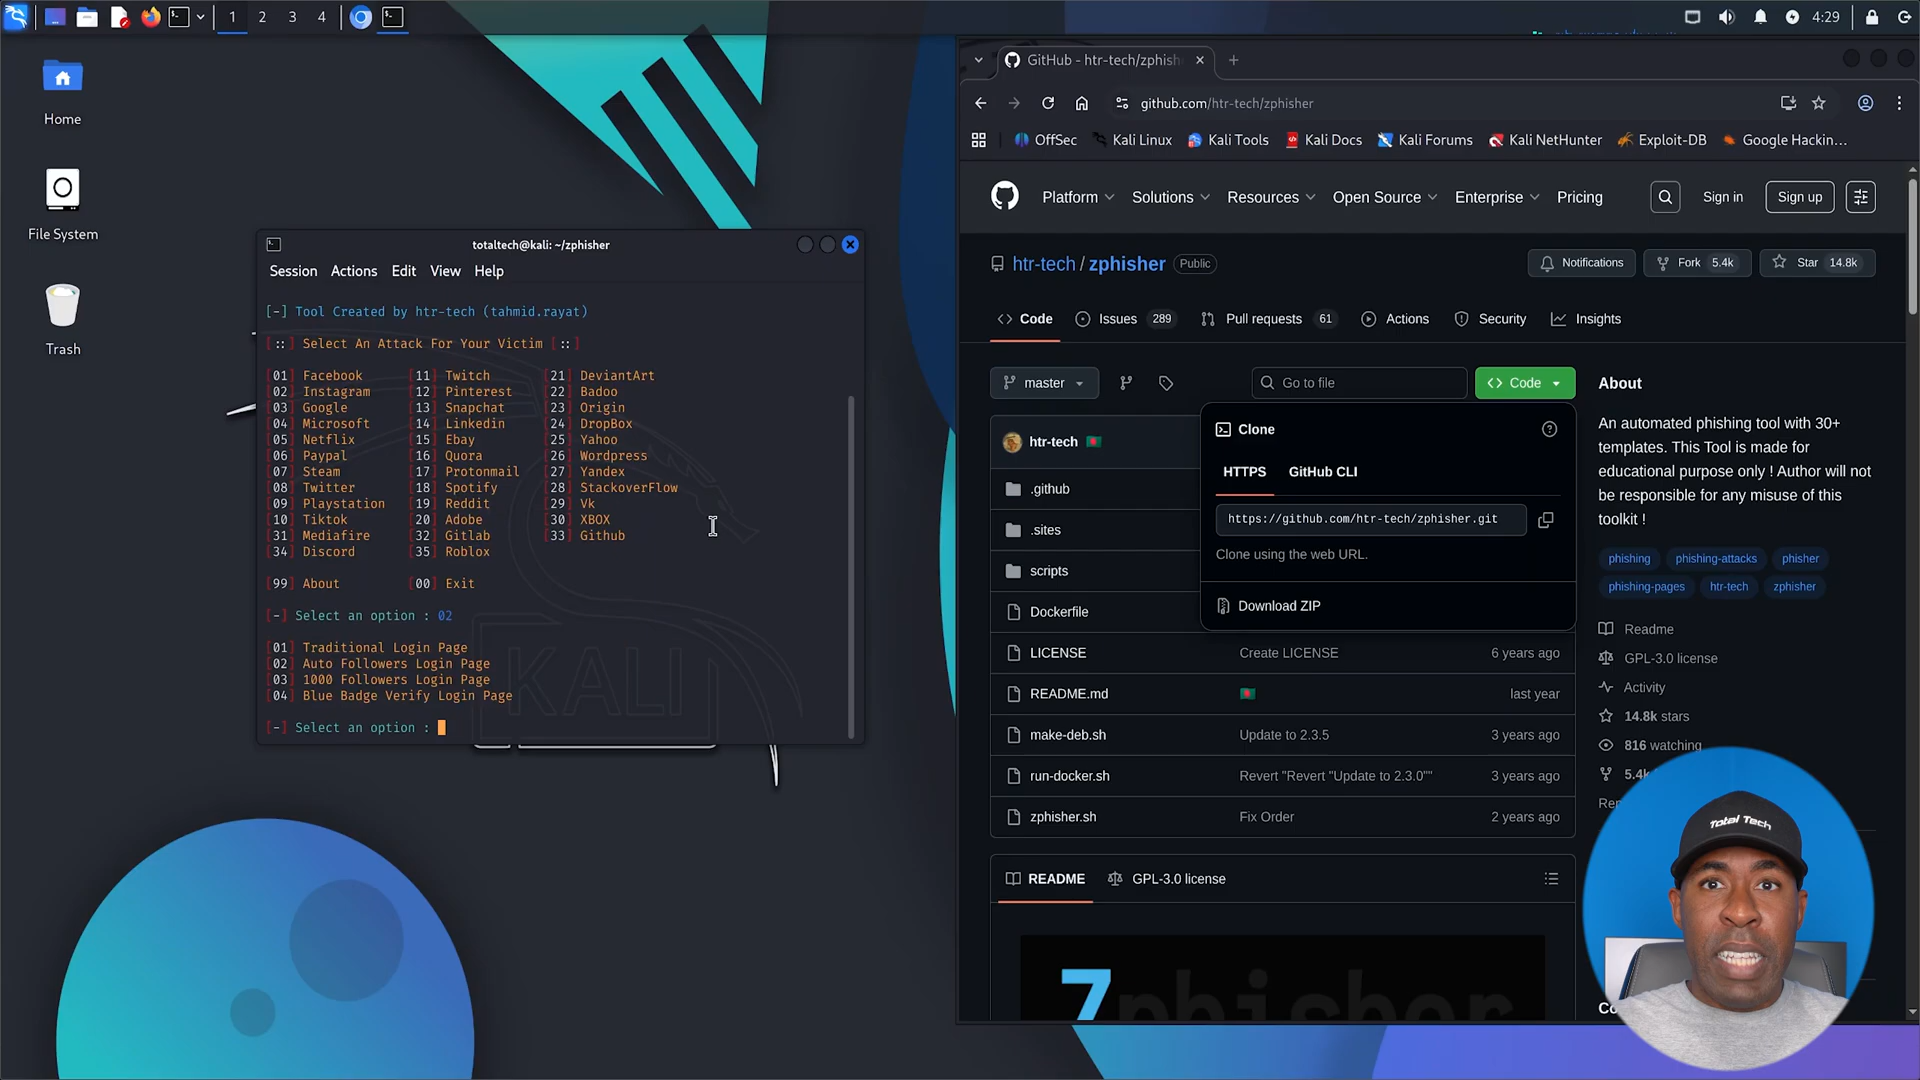 1 2 3 4
4:29
Home
File System
Trash
totaltech@kali: ~/zphisher
Session Actions Edit View Help
[-] Tool Created by htr-tech (tahmid.rayat)
[::] Select An Attack For Your Victim [::]
[01] Facebook [11] Twitch [21] DeviantArt
[02] Instagram [12] Pinterest [22] Badoo
[03] Google [13] Snapchat [23] Origin
[04] Microsoft [14] Linkedin [24] DropBox
[05] Netflix [15] Ebay [25] Yahoo
[06] Paypal [16] Quora [26] Wordpress
[07] Steam [17] Protonmail [27] Yandex
[08] Twitter [18] Spotify [28] StackoverFlow
[09] Playstation [19] Reddit [29] Vk
[10] Tiktok [20] Adobe [30] XBOX
[31] Mediafire [32] Gitlab [33] Github
[34] Discord [35] Roblox
[99] About [00] Exit
[-] Select an option : 02
[01] Traditional Login Page
[02] Auto Followers Login Page
[03] 1000 Followers Login Page
[04] Blue Badge Verify Login Page
[-] Select an option :
KALI
GitHub - htr-tech/zphish
github.com/htr-tech/zphisher
OffSec Kali Linux Kali Tools Kali Docs Kali Forums Kali NetHunter Exploit-DB Google Hackin…
Platform Solutions Resources Open Source Enterprise Pricing Sign in Sign up
htr-tech / zphisher Public
Notifications Fork 5.4k Star 14.8k
Code Issues 289 Pull requests 61 Actions Security Insights
master Go to file Code
htr-tech
.github
.sites
scripts
Dockerfile
LICENSE Create LICENSE 6 years ago
README.md last year
make-deb.sh Update to 2.3.5 3 years ago
run-docker.sh Revert "Revert "Update to 2.3.0"" 3 years ago
zphisher.sh Fix Order 2 years ago
Clone
HTTPS GitHub CLI
https://github.com/htr-tech/zphisher.git
Clone using the web URL.
Download ZIP
README GPL-3.0 license
Zphisher
About
An automated phishing tool with 30+
templates. This Tool is made for
educational purpose only ! Author will not
be responsible for any misuse of this
toolkit !
phishing phishing-attacks phisher
phishing-pages htr-tech zphisher
Readme
GPL-3.0 license
Activity
14.8k stars
816 watching
5.4k
Total Tech